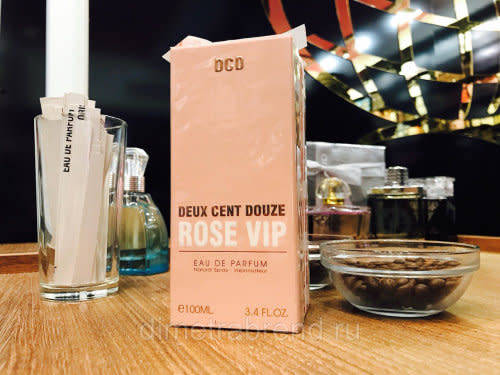 DCD
DEUX CENT DOUZE
ROSE VIP
EAU DE PARFUM
Natural Spray Vaporisateur
e100ML 3.4 FL.OZ.
EAU DE PARFUM
dimetrabrend.ru